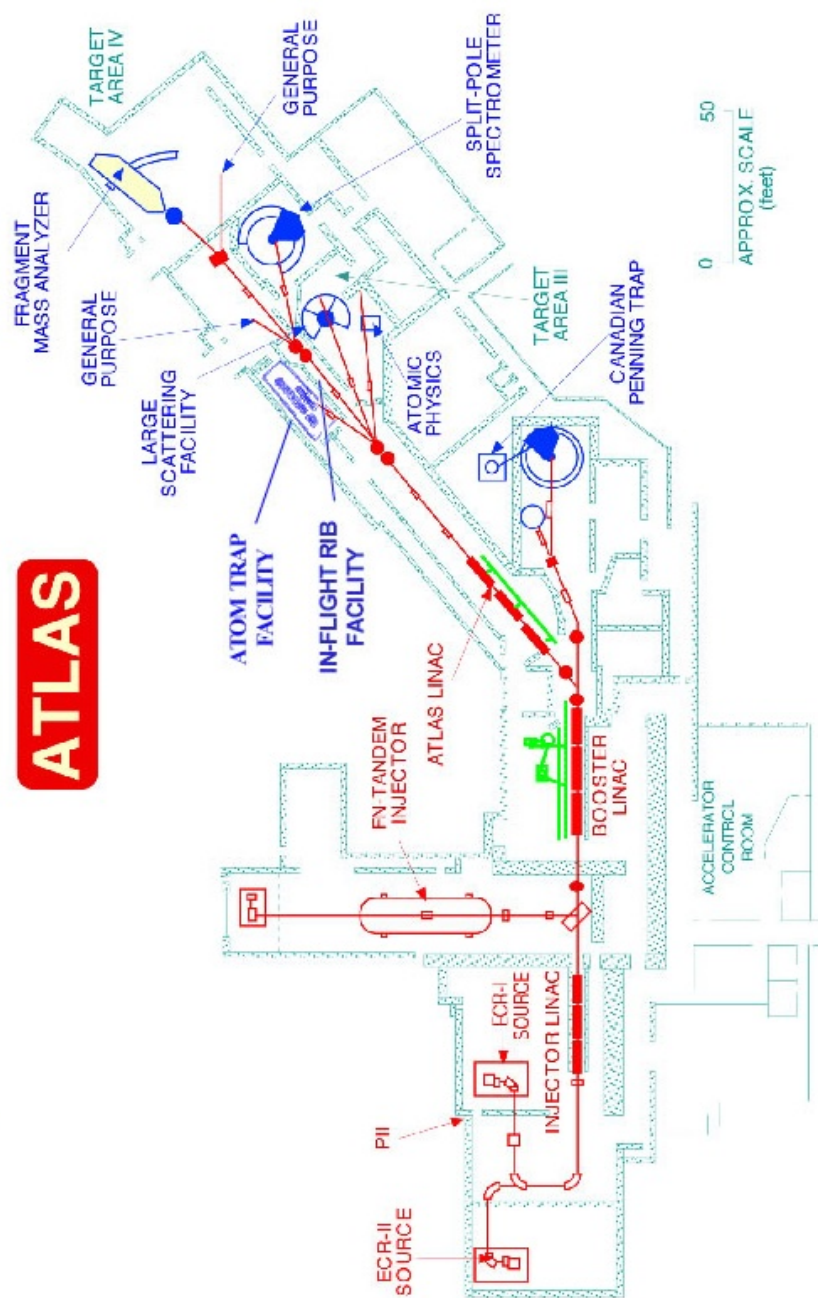 ATLAS
FRAGMENT
MASS ANALYZER
TARGET
AREA IV
GENERAL
PURPOSE
GENERAL
PURPOSE
SPLIT-POLE
SPECTROMETER
LARGE
SCATTERING
FACILITY
ATOM TRAP
FACILITY
IN-FLIGHT RIB
FACILITY
ATOMIC
PHYSICS
TARGET
AREA III
CANADIAN
PENNING TRAP
0 50
APPROX. SCALE
(feet)
ATLAS LINAC
FN-TANDEM
INJECTOR
BOOSTER
LINAC
ACCELERATOR
CONTROL
ROOM
ECR-I
SOURCE
INJECTOR LINAC
PII
ECR-II
SOURCE